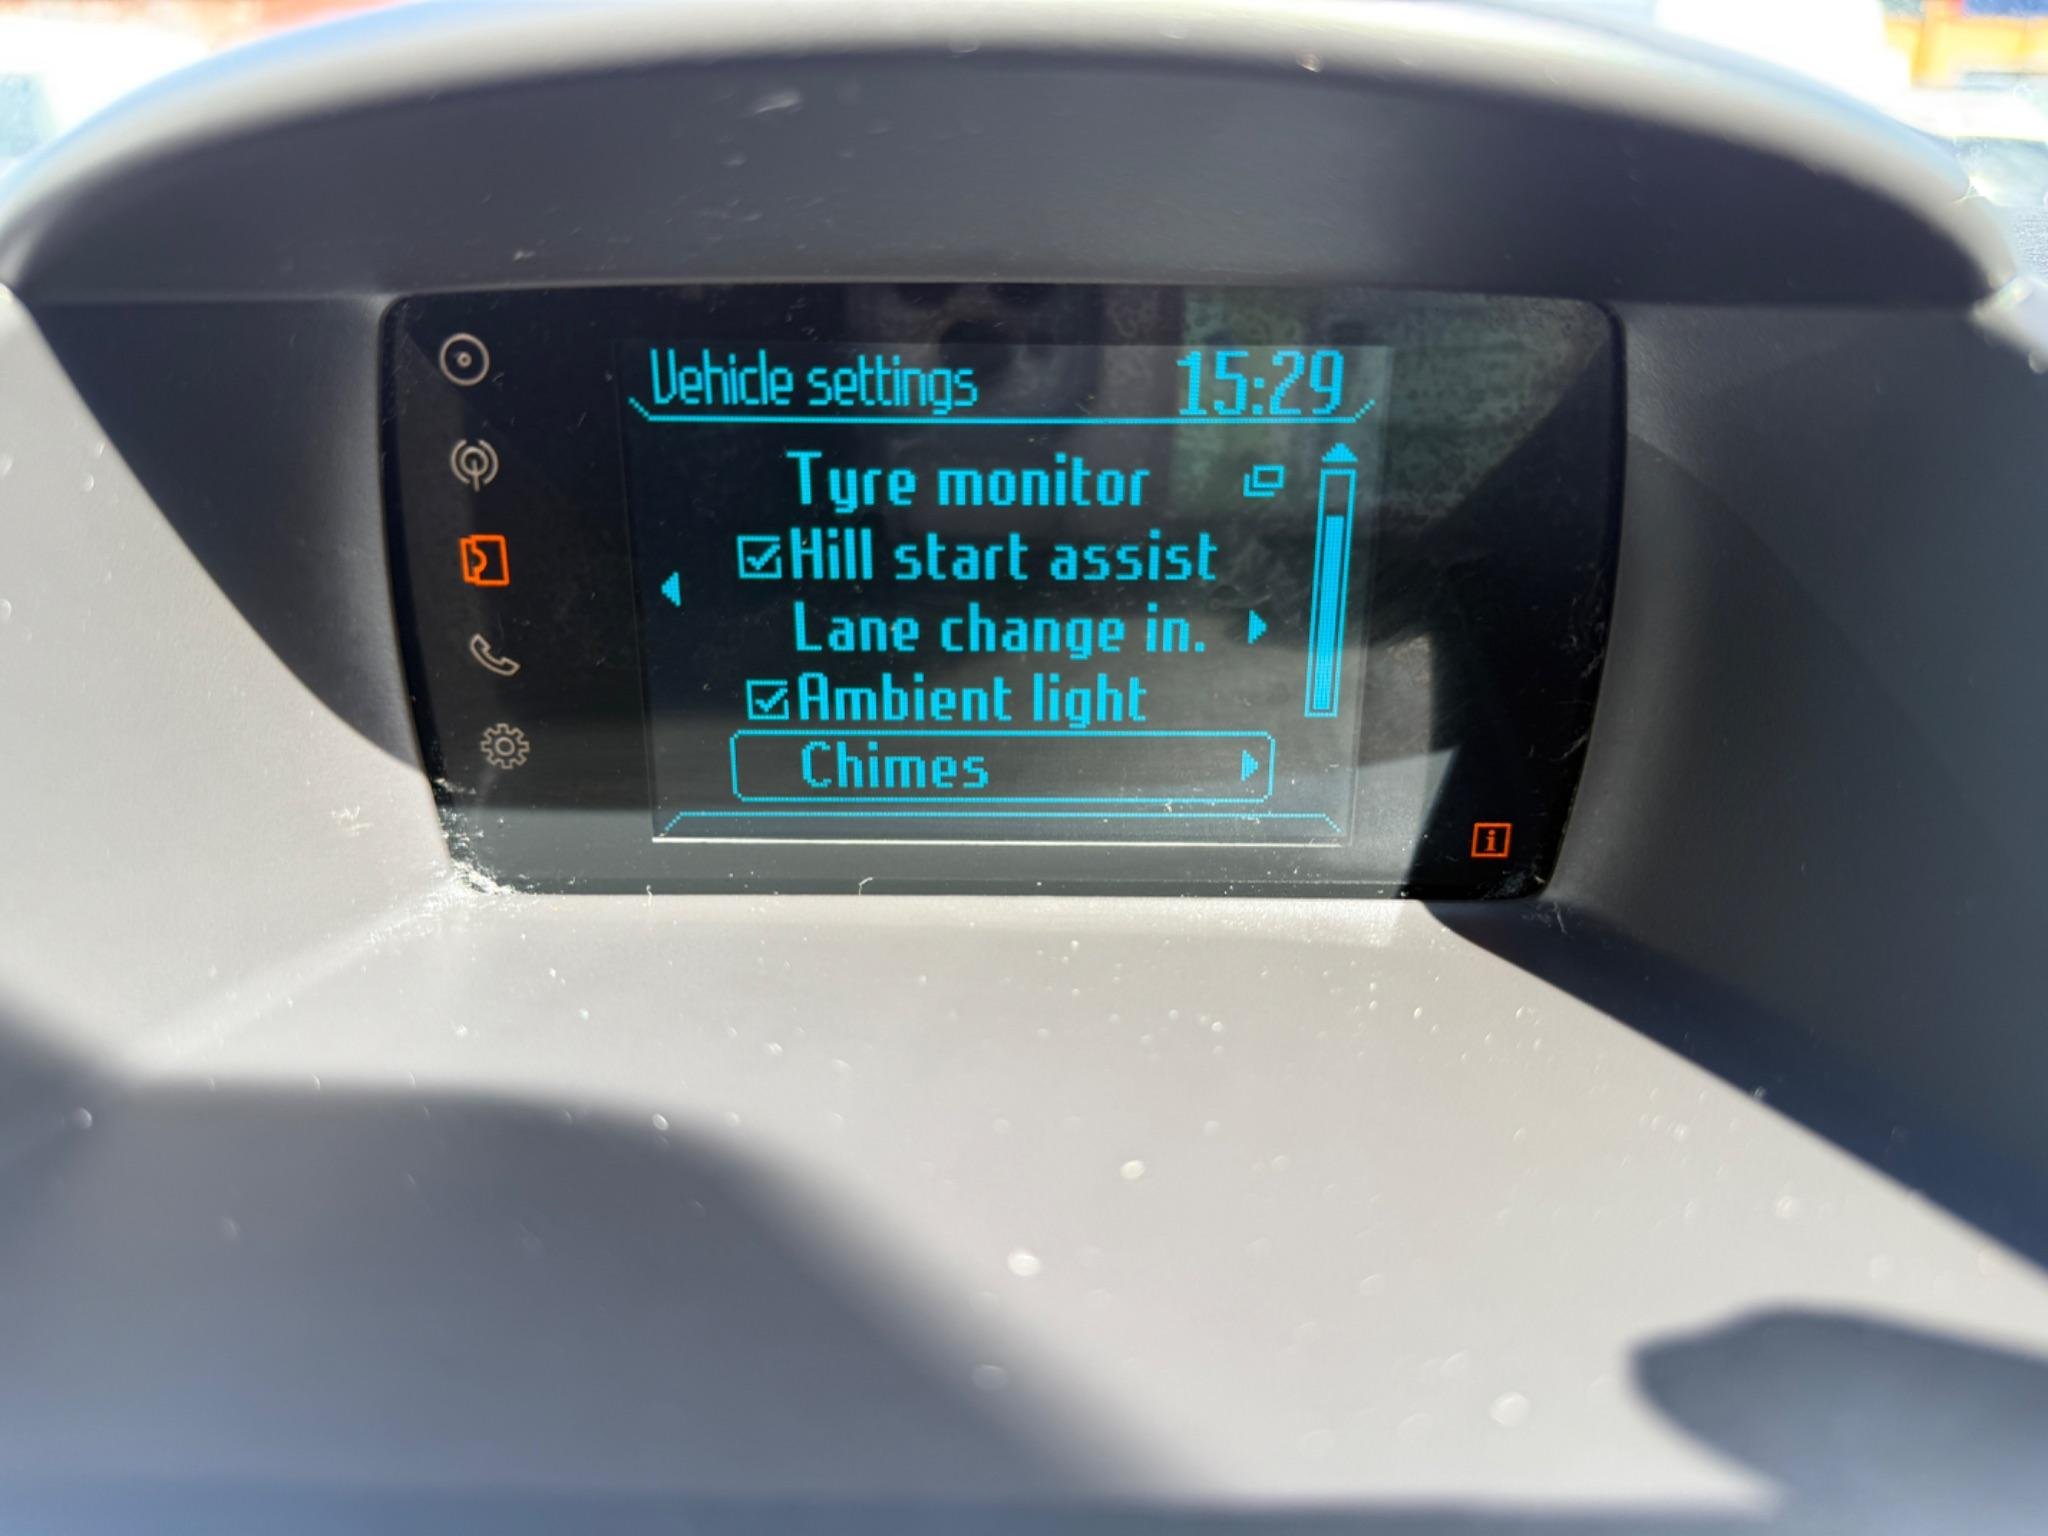 Vehicle settings 15:29
Tyre monitor
Hill start assist
Lane change in.
Ambient light
Chimes
i